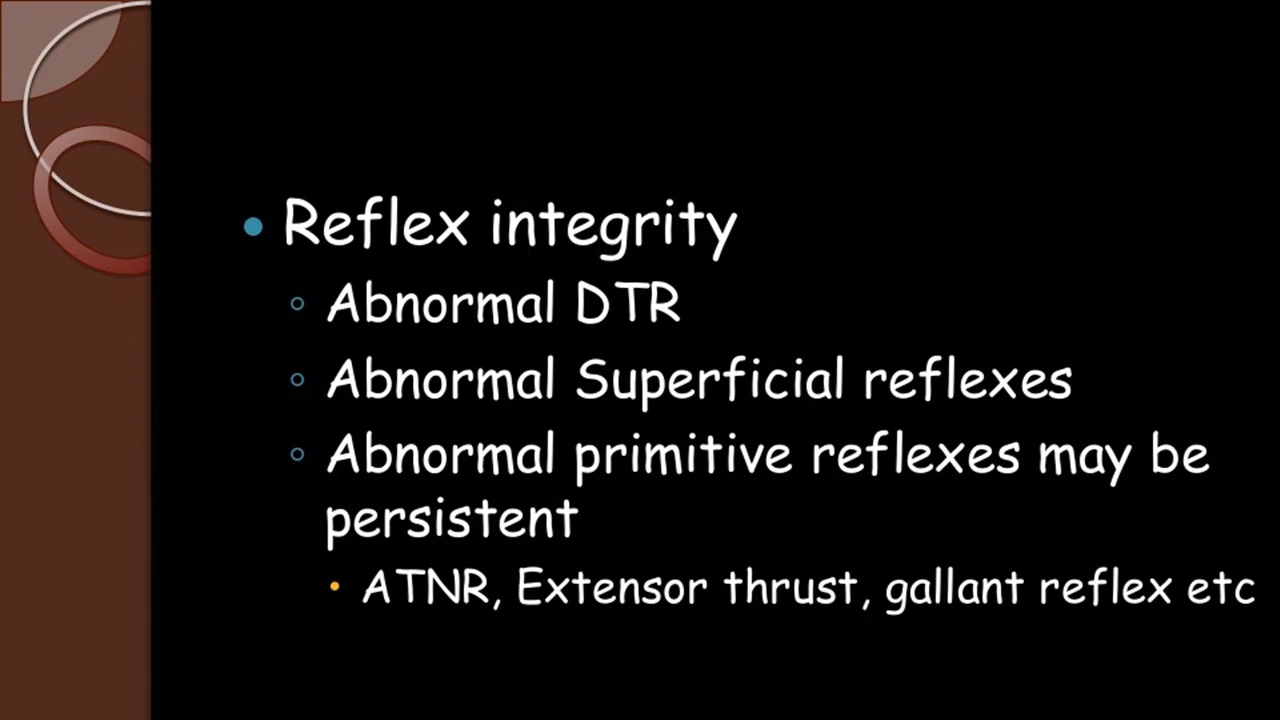 Reflex integrity
Abnormal DTR
Abnormal Superficial reflexes
Abnormal primitive reflexes may be
persistent
ATNR, Extensor thrust, gallant reflex etc